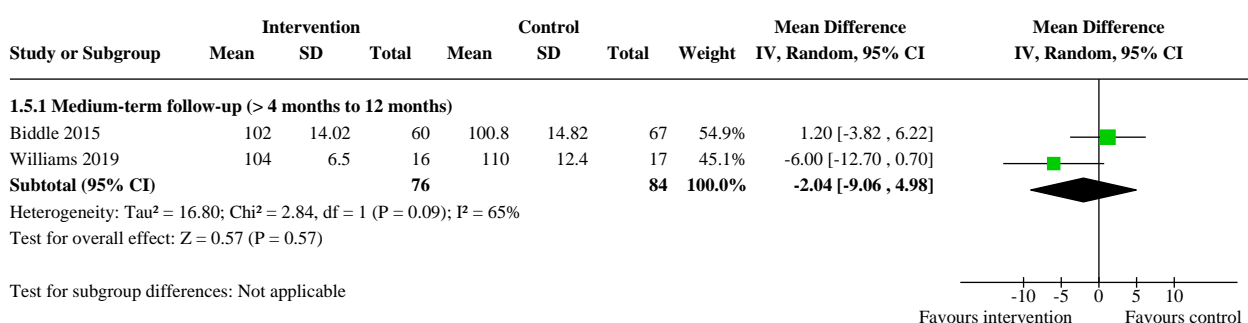 Intervention Control Mean Difference Mean Difference
Study or Subgroup Mean SD Total Mean SD Total Weight IV, Random, 95% CI IV, Random, 95% CI
1.5.1 Medium-term follow-up (> 4 months to 12 months)
Biddle 2015 102 14.02 60 100.8 14.82 67 54.9% 1.20 [-3.82 , 6.22]
Williams 2019 104 6.5 16 110 12.4 17 45.1% -6.00 [-12.70 , 0.70]
Subtotal (95% CI) 76 84 100.0% -2.04 [-9.06 , 4.98]
Heterogeneity: Tau² = 16.80; Chi² = 2.84, df = 1 (P = 0.09); I² = 65%
Test for overall effect: Z = 0.57 (P = 0.57)
Test for subgroup differences: Not applicable
-10 -5 0 5 10
Favours intervention Favours control